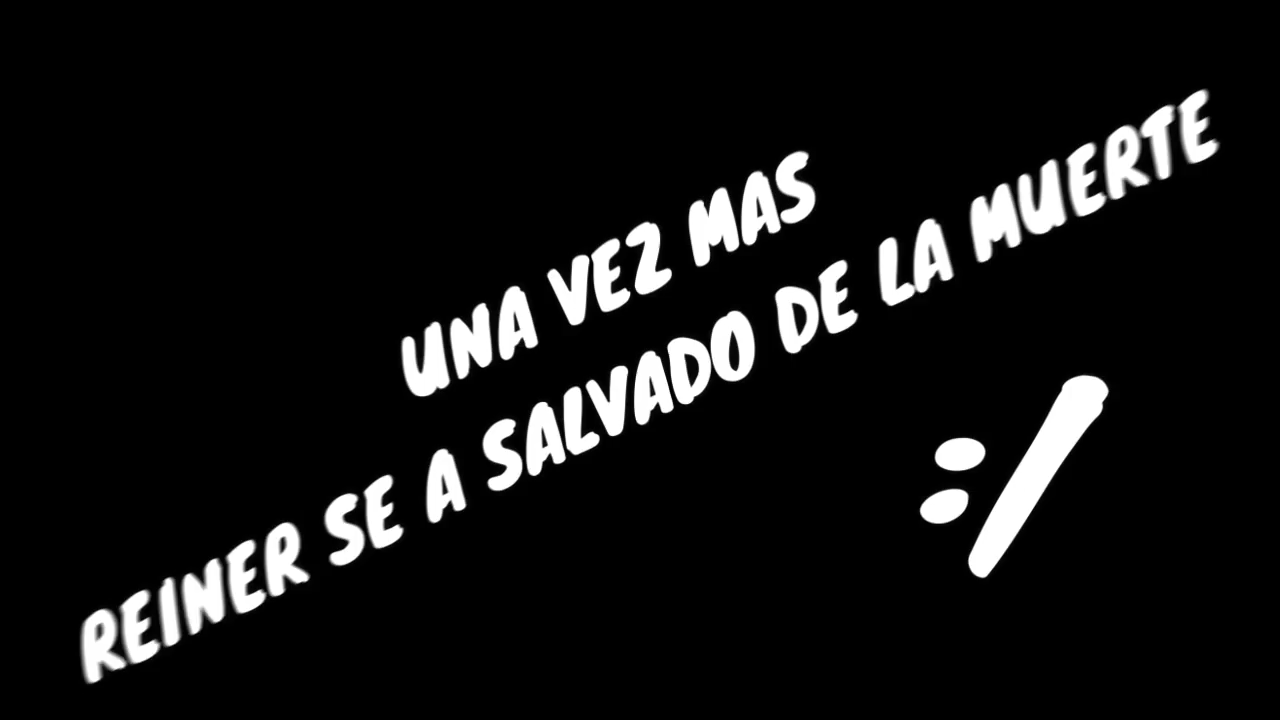 UNA VEZ MAS
REINER SE A SALVADO DE LA MUERTE
:/